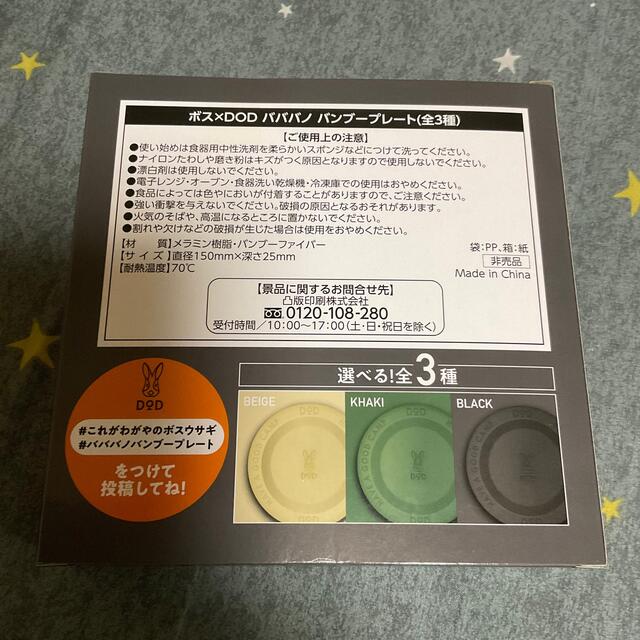 ボス×DOD バババノ バンブープレート(全3種)
【ご使用上の注意】
●使い始めは食器用中性洗剤を柔らかいスポンジなどにつけて洗ってください。
●ナイロンたわしや磨き粉はキズがつく原因となりますので使用しないでください。
●漂白剤は使用しないでください。
●電子レンジ・オーブン・食器洗い乾燥機・冷凍庫での使用はおやめください。
●食品によっては色やにおいが付着することがありますので、ご注意ください。
●強い衝撃を与えないでください。破損の原因となるおそれがあります。
●火気のそばや、高温になるところに置かないでください。
●割れや欠けなどの破損が生じた場合は使用をおやめください。
【材 質】メラミン樹脂・バンブーファイバー
【サイズ】直径150mm×深さ25mm
【耐熱温度】70℃
袋:PP、箱:紙
非売品
Made in China
【景品に関するお問合せ先】
凸版印刷株式会社
0120-108-280
受付時間/10:00~17:00(土・日・祝日を除く)
選べる!全3種
BEIGE KHAKI BLACK
DOD
#これがわがやのボスウサギ
#バババノバンブープレート
をつけて
投稿してね!
HAVE A GOOD CAMP
DOD
HAVE A GOOD CAMP
DOD
HAVE A GOOD CAMP
DOD